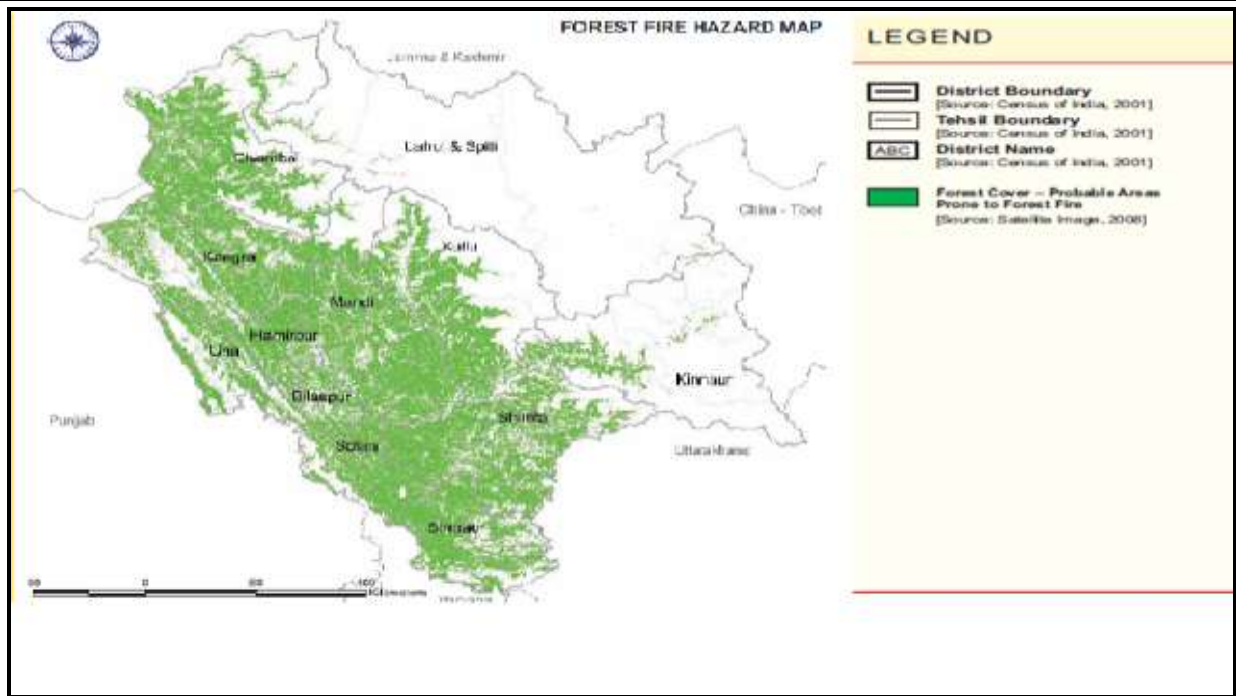 FOREST FIRE HAZARD MAP
Jammu & Kashmir
Lahul & Spiti
Chamba
China - Tibet
Kullu
Kangra
Mandi
Hamirpur
Una
Bilaspur
Kinnaur
Shimla
Punjab
Solan
Uttarakhand
Sirmaur
0
100
Kilometers
LEGEND
District Boundary
[Source: Census of India, 2001]
Tehsil Boundary
[Source: Census of India, 2001]
ABC District Name
[Source: Census of India, 2001]
Forest Cover – Probable Areas
Prone to Forest Fire
[Source: Satellite Image, 2008]